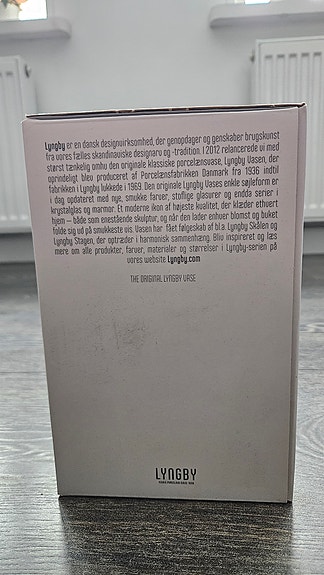 Lyngby er en dansk designvirksomhed, der genopdager og genskaber brugskunst
fra vores fælles skandinaviske designarv og -tradition. I 2012 relancerede vi med
størst tænkelig omhu den originale klassiske porcelænsvase, Lyngby Vasen, der
oprindeligt blev produceret af Porcelænsfabrikken Danmark fra 1936 indtil
fabrikken i Lyngby lukkede i 1969. Den originale Lyngby Vases enkle søjleform er
i dag opdateret med nye, smukke farver, stoflige glasurer og endda serier i
krystalglas og marmor. Et moderne ikon af højeste kvalitet, der klæder ethvert
hjem – både som enestående skulptur, og når den lader enhver blomst og buket
folde sig ud på smukkeste vis. Vasen har fået følgeskab af bl.a. Lyngby Skålen og
Lyngby Stagen, der optræder i harmonisk sammenhæng. Bliv inspireret og læs
mere om alle produkter, farver, materialer og størrelser i Lyngby-serien på
vores website Lyngby.com
THE ORIGINAL LYNGBY VASE
LYNGBY